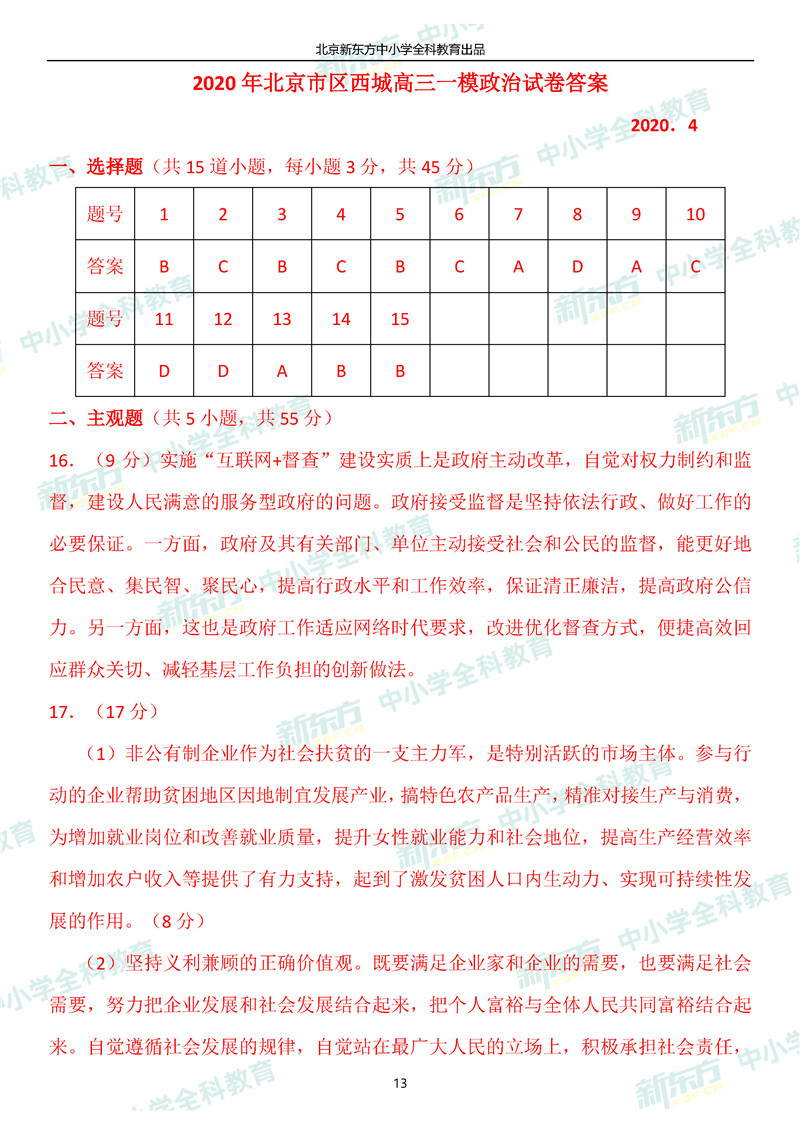 北京新东方中小学全科教育出品
2020 年北京市区西城高三一模政治试卷答案
2020．4
一、选择题（共 15 道小题，每小题 3 分，共 45 分）
题号 1 2 3 4 5 6 7 8 9 10
答案 B C B C B C A D A C
题号 11 12 13 14 15
答案 D D A B B
二、主观题（共 5 小题，共 55 分）
16．（9 分）实施“互联网+督查”建设实质上是政府主动改革，自觉对权力制约和监
督，建设人民满意的服务型政府的问题。政府接受监督是坚持依法行政、做好工作的
必要保证。一方面，政府及其有关部门、单位主动接受社会和公民的监督，能更好地
合民意、集民智、聚民心，提高行政水平和工作效率，保证清正廉洁，提高政府公信
力。另一方面，这也是政府工作适应网络时代要求，改进优化督查方式，便捷高效回
应群众关切、减轻基层工作负担的创新做法。
17．（17 分）
（1）非公有制企业作为社会扶贫的一支主力军，是特别活跃的市场主体。参与行
动的企业帮助贫困地区因地制宜发展产业，搞特色农产品生产，精准对接生产与消费，
为增加就业岗位和改善就业质量，提升女性就业能力和社会地位，提高生产经营效率
和增加农户收入等提供了有力支持，起到了激发贫困人口内生动力、实现可持续性发
展的作用。（8 分）
（2）坚持义利兼顾的正确价值观。既要满足企业家和企业的需要，也要满足社会
需要，努力把企业发展和社会发展结合起来，把个人富裕与全体人民共同富裕结合起
来。自觉遵循社会发展的规律，自觉站在最广大人民的立场上，积极承担社会责任，
13